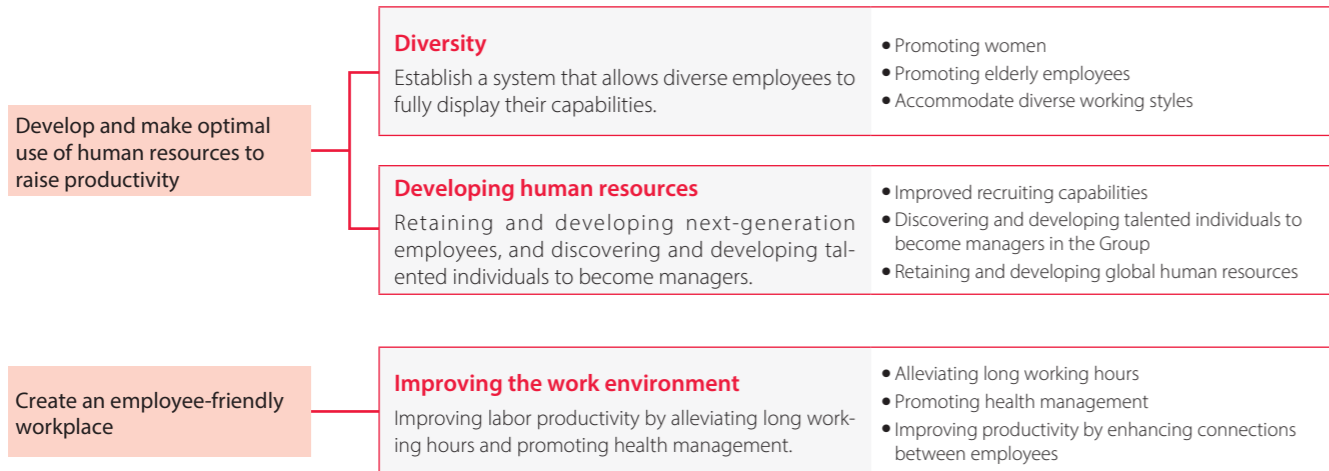 Develop and make optimal
use of human resources to
raise productivity
Diversity
Establish a system that allows diverse employees to
fully display their capabilities.
• Promoting women
• Promoting elderly employees
• Accommodate diverse working styles
Developing human resources
Retaining and developing next-generation
employees, and discovering and developing tal-
ented individuals to become managers.
• Improved recruiting capabilities
• Discovering and developing talented individuals to
become managers in the Group
• Retaining and developing global human resources
Create an employee-friendly
workplace
Improving the work environment
Improving labor productivity by alleviating long work-
ing hours and promoting health management.
• Alleviating long working hours
• Promoting health management
• Improving productivity by enhancing connections
between employees